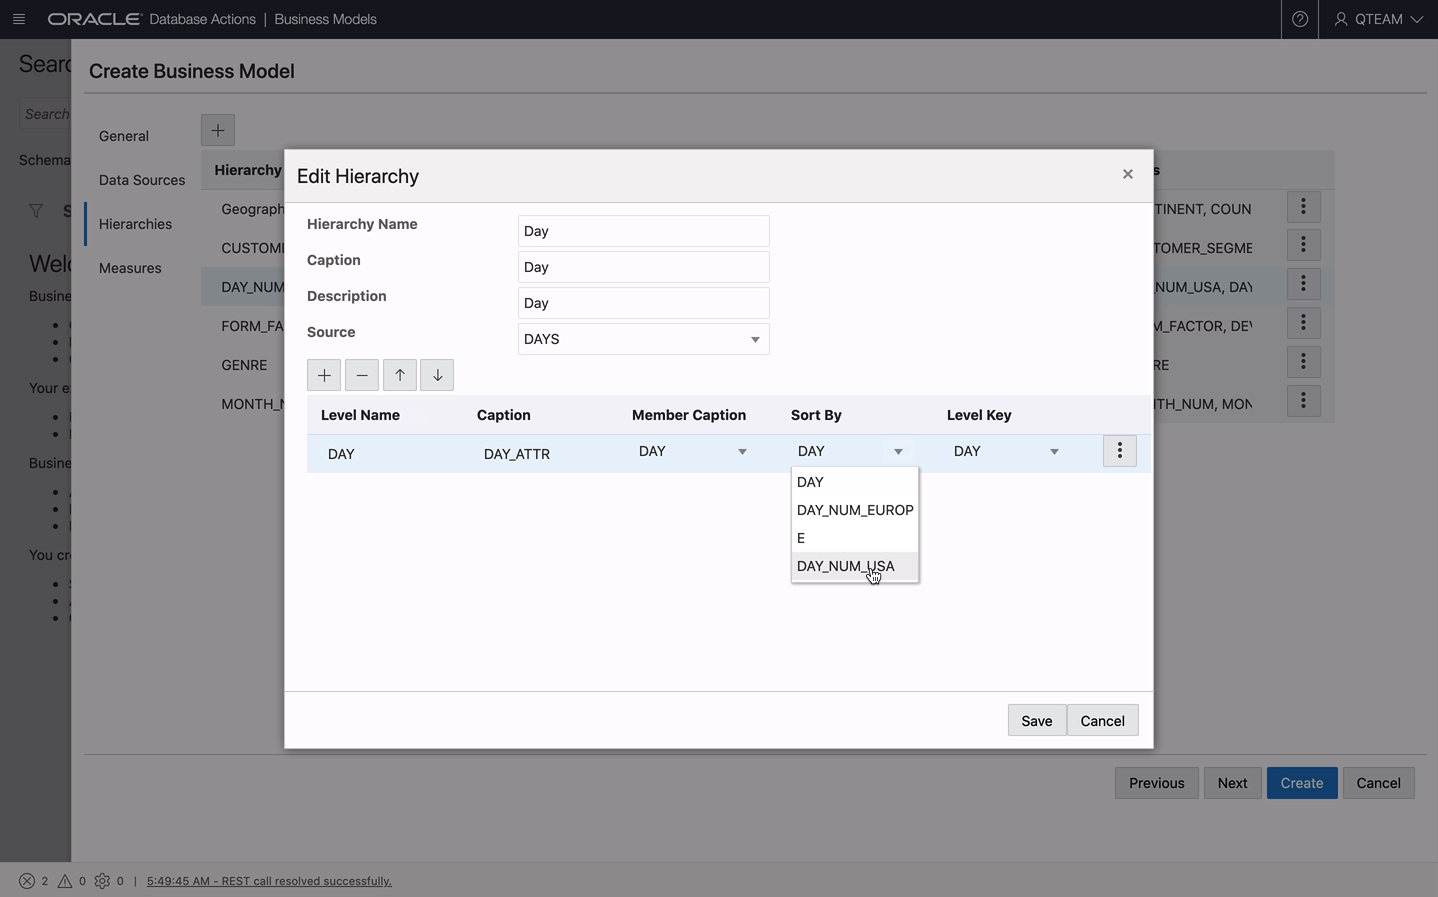 ORACLE Database Actions | Business Models
QTEAM
Create Business Model
Search
Schema
General
Data Sources
Hierarchies
Measures
Hierarchy
Geograph
CUSTOME
DAY_NUM
FORM_FA
GENRE
MONTH_N
s
TINENT, COUN
TOMER_SEGME
_NUM_USA, DAY
M_FACTOR, DEV
RE
ITH_NUM, MON
Welc
Busine
Your e
Busine
You cr
Edit Hierarchy
Hierarchy Name
Day
Caption
Day
Description
Day
Source
DAYS
Level Name Caption Member Caption Sort By Level Key
DAY DAY_ATTR DAY DAY DAY
DAY
DAY_NUM_EUROP
E
DAY_NUM_USA
Save Cancel
Previous Next Create Cancel
2 0 0 | 5:49:45 AM - REST call resolved successfully.